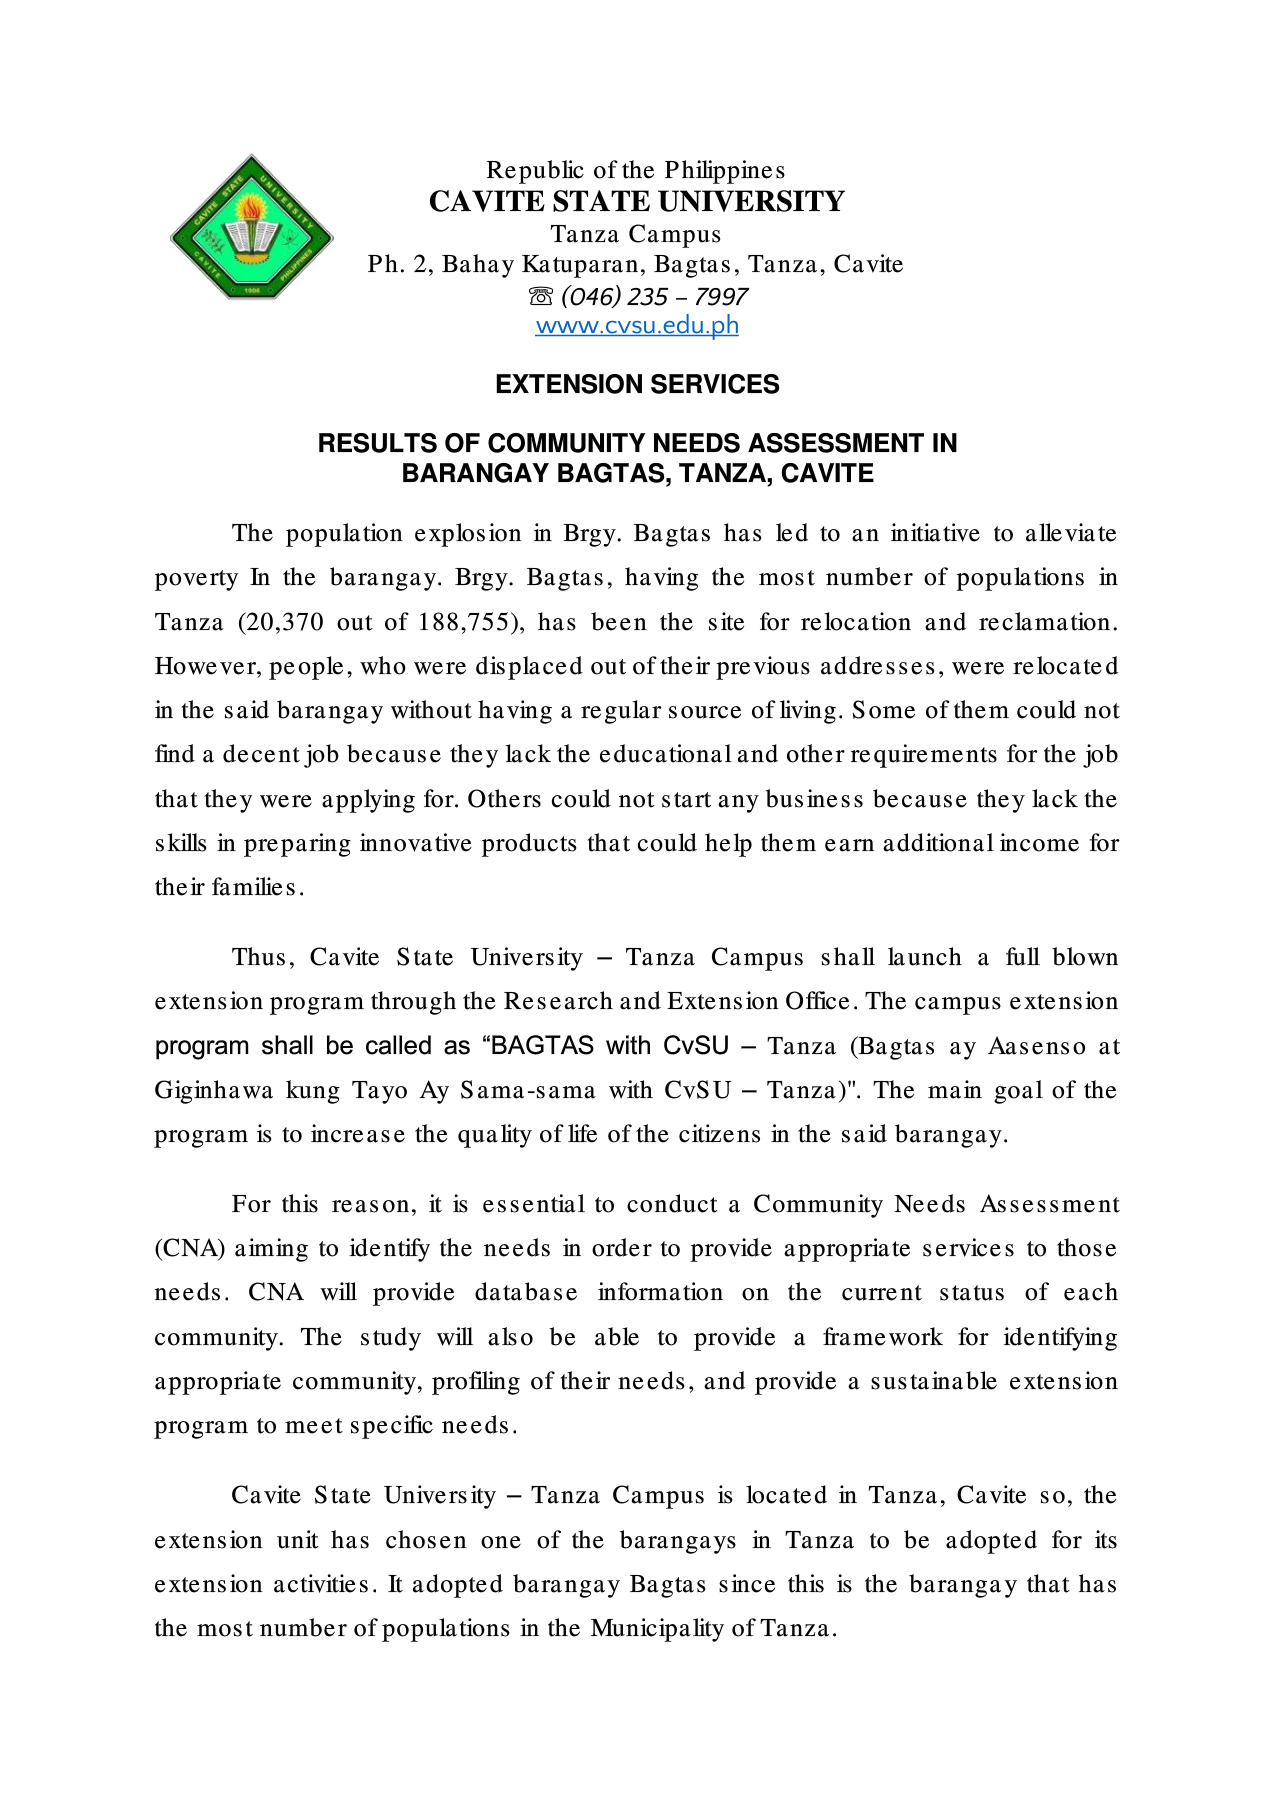 CAVITE STATE UNIVERSITY
CAVITE PHILIPPINES
1906
Republic of the Philippines
CAVITE STATE UNIVERSITY
Tanza Campus
Ph. 2, Bahay Katuparan, Bagtas, Tanza, Cavite
☏ (046) 235 – 7997
www.cvsu.edu.ph
EXTENSION SERVICES
RESULTS OF COMMUNITY NEEDS ASSESSMENT IN
BARANGAY BAGTAS, TANZA, CAVITE
The population explosion in Brgy. Bagtas has led to an initiative to alleviate
poverty In the barangay. Brgy. Bagtas, having the most number of populations in
Tanza (20,370 out of 188,755), has been the site for relocation and reclamation.
However, people, who were displaced out of their previous addresses, were relocated
in the said barangay without having a regular source of living. Some of them could not
find a decent job because they lack the educational and other requirements for the job
that they were applying for. Others could not start any business because they lack the
skills in preparing innovative products that could help them earn additional income for
their families.
Thus, Cavite State University – Tanza Campus shall launch a full blown
extension program through the Research and Extension Office. The campus extension
program shall be called as “BAGTAS with CvSU – Tanza (Bagtas ay Aasenso at
Giginhawa kung Tayo Ay Sama-sama with CvSU – Tanza)". The main goal of the
program is to increase the quality of life of the citizens in the said barangay.
For this reason, it is essential to conduct a Community Needs Assessment
(CNA) aiming to identify the needs in order to provide appropriate services to those
needs. CNA will provide database information on the current status of each
community. The study will also be able to provide a framework for identifying
appropriate community, profiling of their needs, and provide a sustainable extension
program to meet specific needs.
Cavite State University – Tanza Campus is located in Tanza, Cavite so, the
extension unit has chosen one of the barangays in Tanza to be adopted for its
extension activities. It adopted barangay Bagtas since this is the barangay that has
the most number of populations in the Municipality of Tanza.